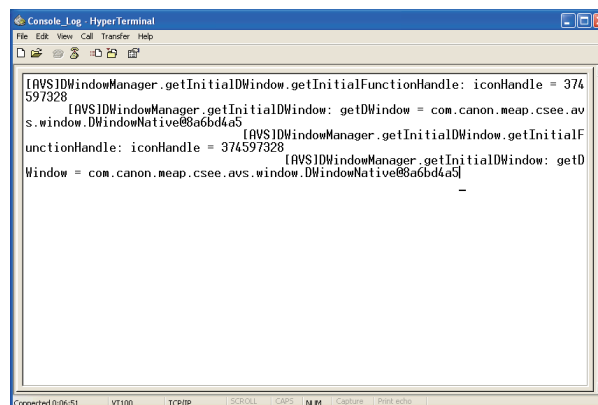 Console_Log - HyperTerminal
File Edit View Call Transfer Help
[AVS]DWindowManager.getInitialDWindow.getInitialFunctionHandle: iconHandle = 374
597328
[AVS]DWindowManager.getInitialDWindow: getDWindow = com.canon.meap.csee.av
s.window.DWindowNative@8a6bd4a5
[AVS]DWindowManager.getInitialDWindow.getInitialF
unctionHandle: iconHandle = 374597328
[AVS]DWindowManager.getInitialDWindow: getD
Window = com.canon.meap.csee.avs.window.DWindowNative@8a6bd4a5
Connected 0:06:51 VT100 TCP/IP SCROLL CAPS NUM Capture Print echo